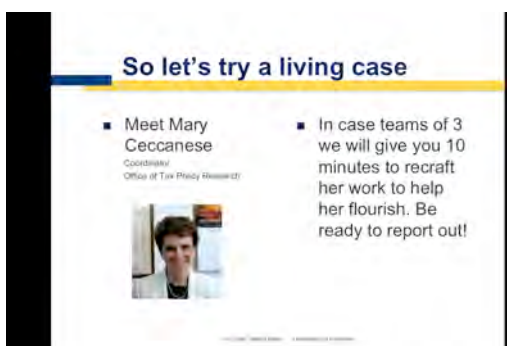 So let's try a living case
■ Meet Mary
Ceccanese
Coordinator
Office of Tax Policy Research
■ In case teams of 3
we will give you 10
minutes to recraft
her work to help
her flourish. Be
ready to report out!